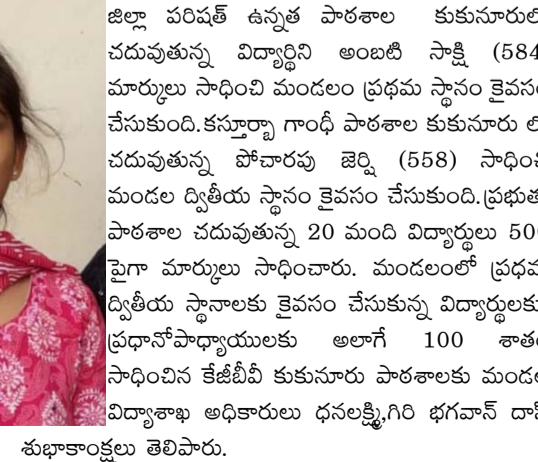 జిల్లా పరిషత్ ఉన్నత పాఠశాల కుకునూరులో
చదువుతున్న విద్యార్థిని అంబటి సాక్షి (584)
మార్కులు సాధించి మండలం ప్రథమ స్థానం కైవసం
చేసుకుంది.కస్తూర్బా గాంధీ పాఠశాల కుకునూరు లో
చదువుతున్న పోచారపు జెర్షి (558) సాధించి
మండల ద్వితీయ స్థానం కైవసం చేసుకుంది.ప్రభుత్వ
పాఠశాల చదువుతున్న 20 మంది విద్యార్థులు 500
పైగా మార్కులు సాధించారు. మండలంలో ప్రథమ
ద్వితీయ స్థానాలకు కైవసం చేసుకున్న విద్యార్థులకు
ప్రధానోపాధ్యాయులకు అలాగే 100 శాతం
సాధించిన కేజీబీవీ కుకునూరు పాఠశాలకు మండల
విద్యాశాఖ అధికారులు ధనలక్ష్మి,గిరి భగవాన్ దాస్
శుభాకాంక్షలు తెలిపారు.